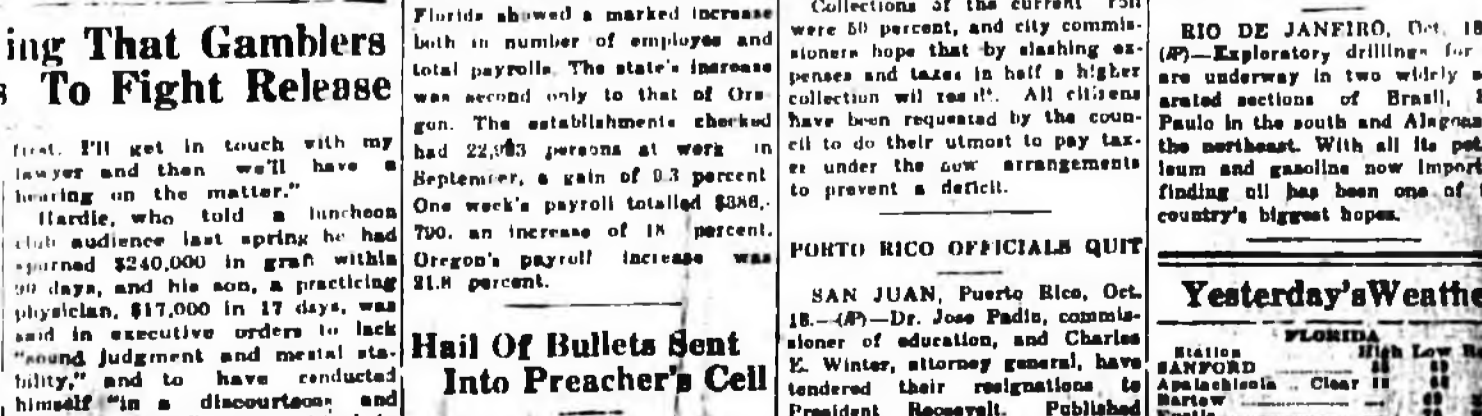 ing That Gamblers
To Fight Release
first. I'll get in touch with my
lawyer and then we'll have a
hearing on the matter."
Hardie, who told a luncheon
club audience last spring he had
spurned $240,000 in graft within
90 days, and his son, a practicing
physician, $17,000 in 17 days, was
said in executive orders to lack
"sound judgment and mental sta-
bility," and to have conducted
himself "in a discourteous and
Florida showed a marked increase
both in number of employes and
total payrolls. The state's increase
was second only to that of Ore-
gon. The establishments checked
had persons at work in
September, a gain of 9.3 percent
One week's payroll totalled $386,-
790, an increase of 18 percent.
Oregon's payroll increase was
21.8 percent.
Hail Of Bullets Sent
Into Preacher's Cell
Collections of the current roll
were 50 percent, and city commis-
sioners hope that by slashing ex-
penses and taxes in half a higher
collection wil result. All citizens
have been requested by the coun-
cil to do their utmost to pay tax-
es under the new arrangements
to prevent a deficit.
PORTO RICO OFFICIALS QUIT
SAN JUAN, Puerto Rico, Oct.
18.—(AP)—Dr. Jose Padin, commis-
sioner of education, and Charles
E. Winter, attorney general, have
tendered their resignations to
President Roosevelt. Published
RIO DE JANEIRO, Oct. 18
(AP)—Exploratory drillings for
are underway in two widely
arated sections of Brasil,
Paulo in the south and Alagoas
the northeast. With all its pet
leum and gasoline now import
finding oil has been one of
country's biggest hopes.
Yesterday's Weathe
FLORIDA
Station High Low
SANFORD
Apalachicola .. Clear
Bartow